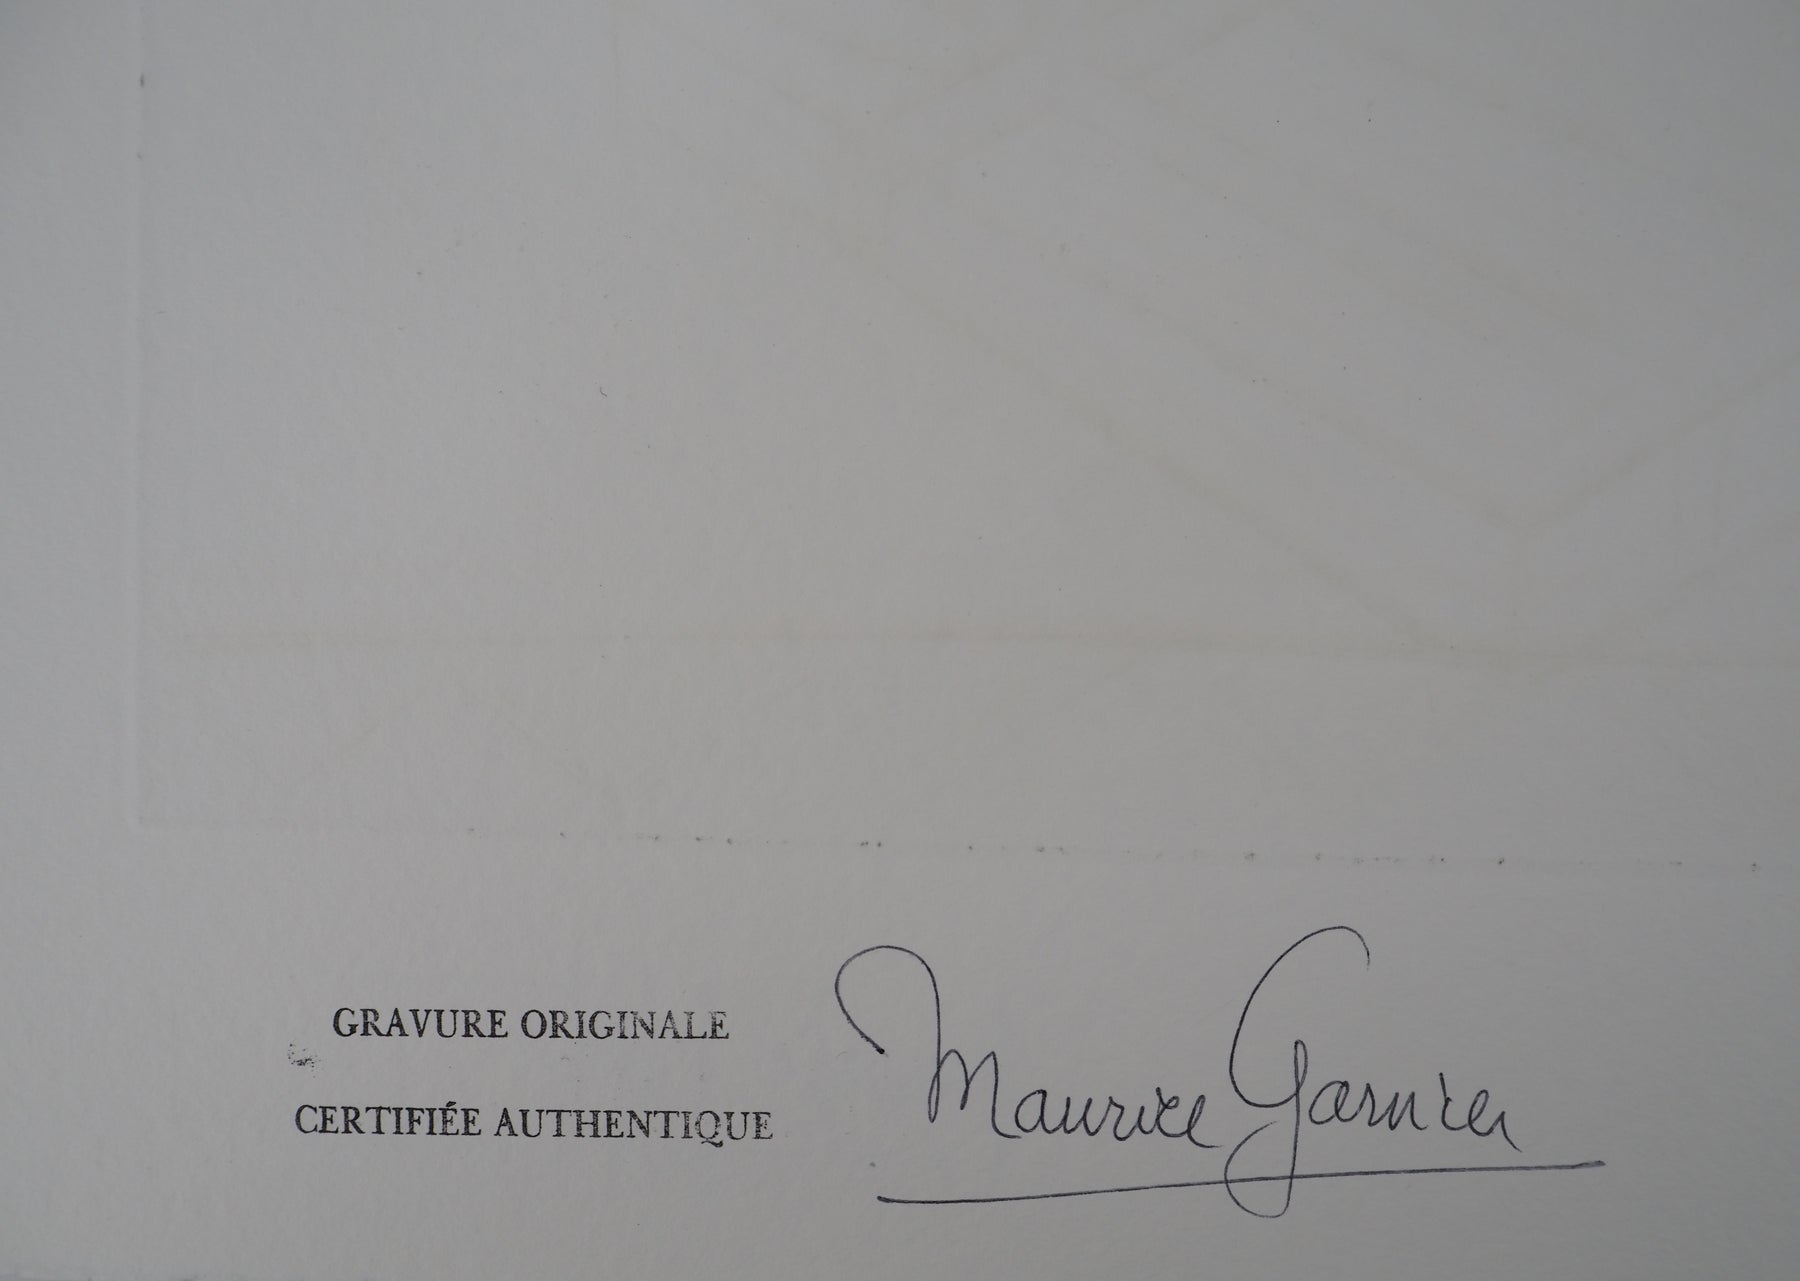 GRAVURE ORIGINALE
CERTIFIÉE AUTHENTIQUE
Maurice Garnier